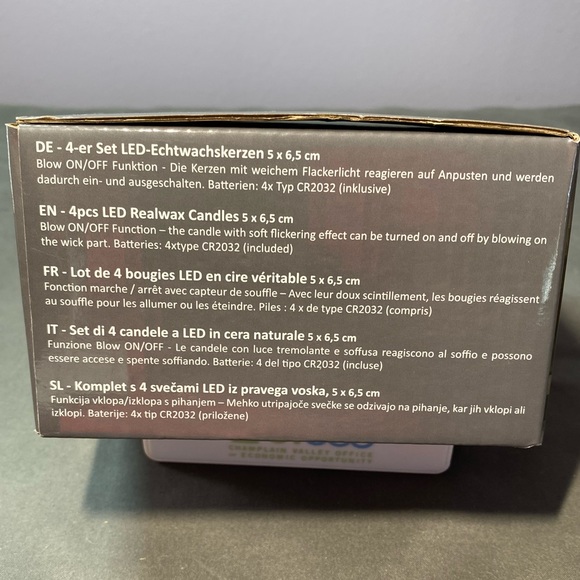 DE - 4-er Set LED-Echtwachskerzen 5 x 6,5 cm
Blow ON/OFF Funktion - Die Kerzen mit weichem Flackerlicht reagieren auf Anpusten und werden
dadurch ein- und ausgeschalten. Batterien: 4x Typ CR2032 (inklusive)
EN - 4pcs LED Realwax Candles 5 x 6,5 cm
Blow ON/OFF Function – the candle with soft flickering effect can be turned on and off by blowing on
the wick part. Batteries: 4xtype CR2032 (included)
FR - Lot de 4 bougies LED en cire véritable 5 x 6,5 cm
Fonction marche / arrêt avec capteur de souffle – Avec leur doux scintillement, les bougies réagissent
au souffle pour les allumer ou les éteindre. Piles : 4 x de type CR2032 (compris)
IT - Set di 4 candele a LED in cera naturale 5 x 6,5 cm
Funzione Blow ON/OFF - Le candele con luce tremolante e soffusa reagiscono al soffio e possono
essere accese e spente soffiando. Batterie: 4 del tipo CR2032 (incluse)
SL - Komplet s 4 svečami LED iz pravega voska, 5 x 6,5 cm
Funkcija vklopa/izklopa s pihanjem – Mehko utripajoče svečke se odzivajo na pihanje, kar jih vklopi ali
izklopi. Baterije: 4x tip CR2032 (priložene)
CHAMPLAIN VALLEY OFFICE
OF ECONOMIC OPPORTUNITY